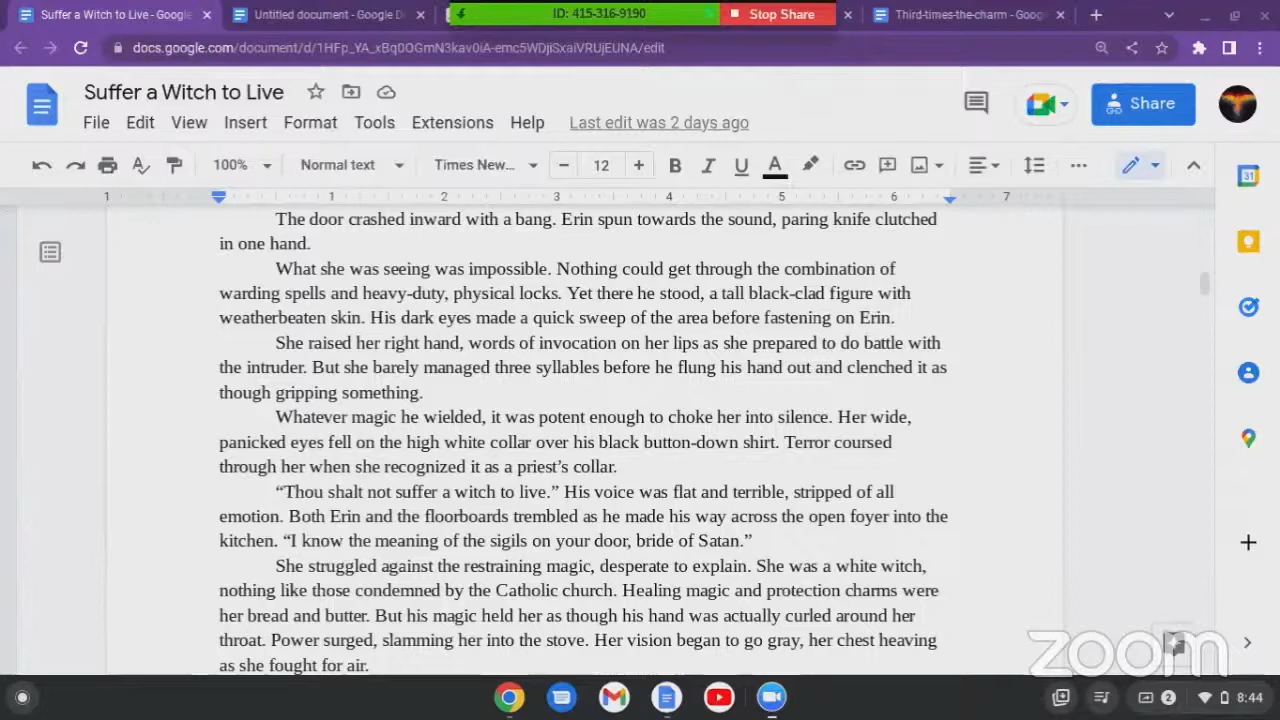 Suffer a Witch to Live - Google
Untitled document - Google D
ID: 415-316-9190
Stop Share
Third-times-the-charm - Goog
docs.google.com/document/d/1HFp_YA_xBq0OGmN3kav0iA-emc5WDjiSxaiVRUjEUNA/edit
Suffer a Witch to Live
Share
File Edit View Insert Format Tools Extensions Help Last edit was 2 days ago
100% Normal text Times New... 12 B I U A
31
1 1 2 3 4 5 6 7
The door crashed inward with a bang. Erin spun towards the sound, paring knife clutched
in one hand.
What she was seeing was impossible. Nothing could get through the combination of
warding spells and heavy-duty, physical locks. Yet there he stood, a tall black-clad figure with
weatherbeaten skin. His dark eyes made a quick sweep of the area before fastening on Erin.
She raised her right hand, words of invocation on her lips as she prepared to do battle with
the intruder. But she barely managed three syllables before he flung his hand out and clenched it as
though gripping something.
Whatever magic he wielded, it was potent enough to choke her into silence. Her wide,
panicked eyes fell on the high white collar over his black button-down shirt. Terror coursed
through her when she recognized it as a priest’s collar.
“Thou shalt not suffer a witch to live.” His voice was flat and terrible, stripped of all
emotion. Both Erin and the floorboards trembled as he made his way across the open foyer into the
kitchen. “I know the meaning of the sigils on your door, bride of Satan.”
She struggled against the restraining magic, desperate to explain. She was a white witch,
nothing like those condemned by the Catholic church. Healing magic and protection charms were
her bread and butter. But his magic held her as though his hand was actually curled around her
throat. Power surged, slamming her into the stove. Her vision began to go gray, her chest heaving
as she fought for air.
zoom
2 8:44